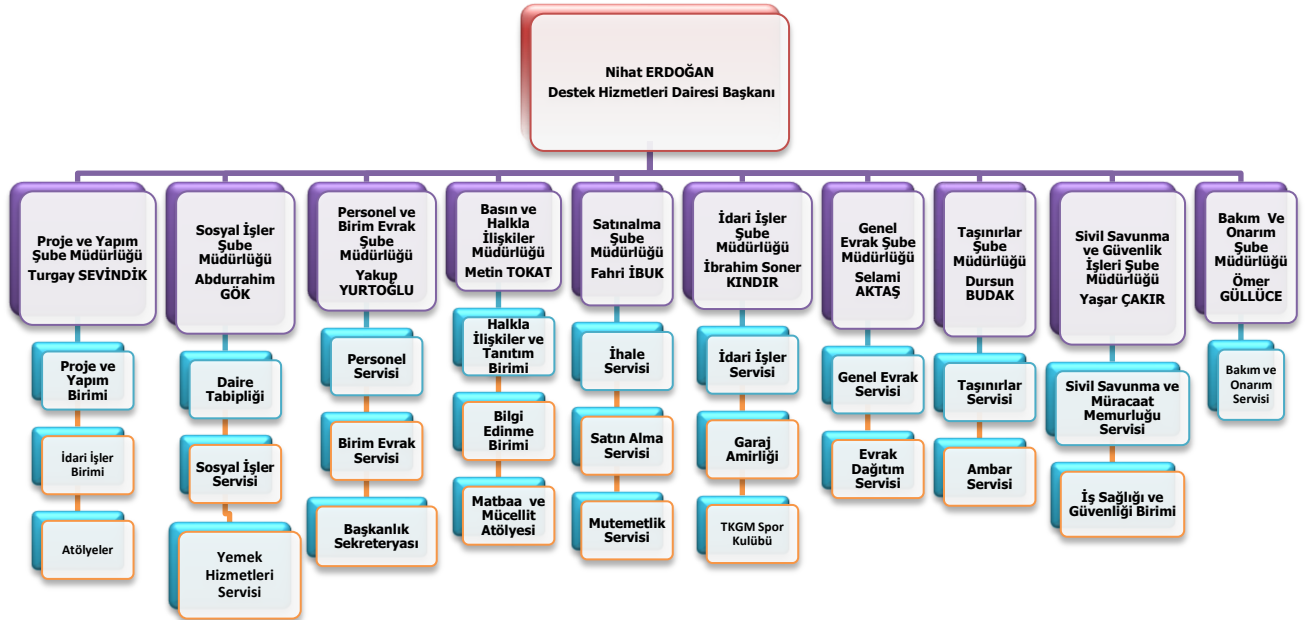 Nihat ERDOĞAN
Destek Hizmetleri Dairesi Başkanı
Proje ve Yapım
Şube Müdürlüğü
Turgay SEVİNDİK
Proje ve
Yapım
Birimi
İdari İşler
Birimi
Atölyeler
Sosyal İşler
Şube
Müdürlüğü
Abdurrahim
GÖK
Daire
Tabipliği
Sosyal İşler
Servisi
Yemek
Hizmetleri
Servisi
Personel ve
Birim Evrak
Şube
Müdürlüğü
Yakup
YURTOĞLU
Personel
Servisi
Birim Evrak
Servisi
Başkanlık
Sekreteryası
Basın ve
Halkla
İlişkiler
Müdürlüğü
Metin TOKAT
Halkla
İlişkiler ve
Tanıtım
Birimi
Bilgi
Edinme
Birimi
Matbaa ve
Mücellit
Atölyesi
Satınalma
Şube
Müdürlüğü
Fahri İBUK
İhale
Servisi
Satın Alma
Servisi
Mutemetlik
Servisi
İdari İşler
Şube
Müdürlüğü
İbrahim Soner
KINDIR
İdari İşler
Servisi
Garaj
Amirliği
TKGM Spor
Kulübü
Genel
Evrak Şube
Müdürlüğü
Selami
AKTAŞ
Genel Evrak
Servisi
Evrak
Dağıtım
Servisi
Taşınırlar
Şube
Müdürlüğü
Dursun
BUDAK
Taşınırlar
Servisi
Ambar
Servisi
Sivil Savunma
ve Güvenlik
İşleri Şube
Müdürlüğü
Yaşar ÇAKIR
Sivil Savunma ve
Müracaat
Memurluğu
Servisi
İş Sağlığı ve
Güvenliği Birimi
Bakım Ve
Onarım
Şube
Müdürlüğü
Ömer
GÜLLÜCE
Bakım ve
Onarım
Servisi